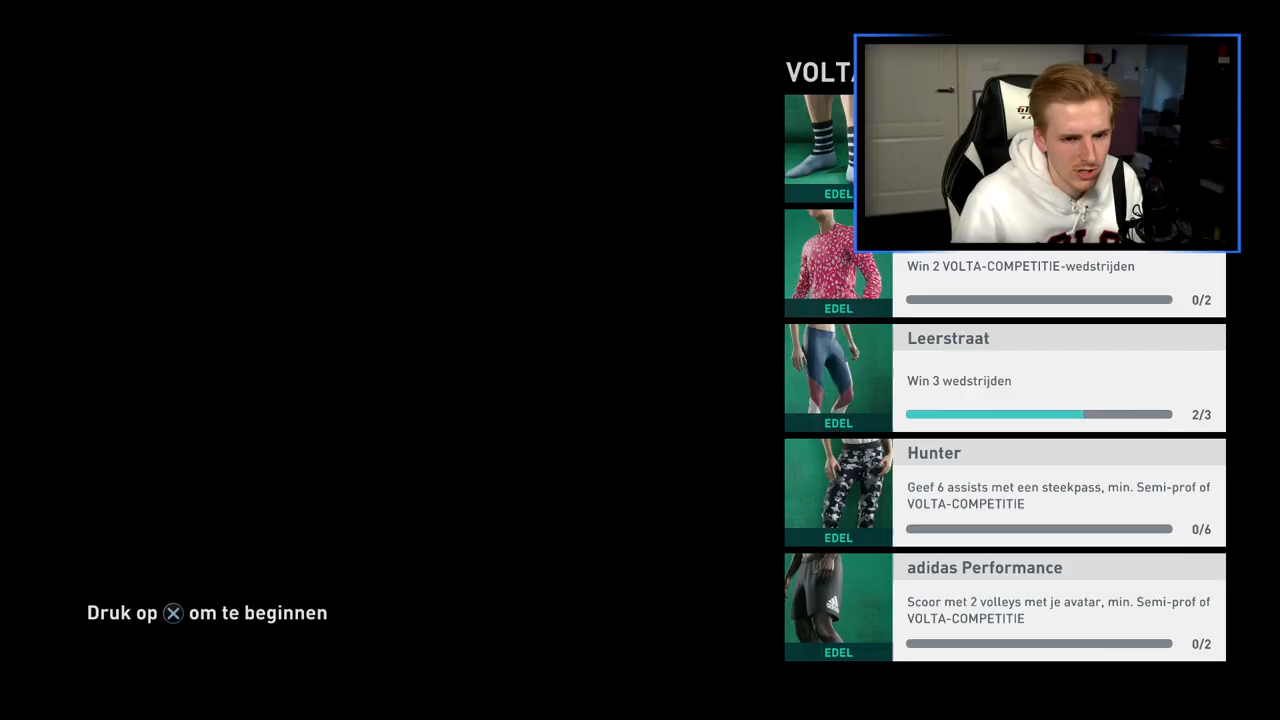 VOLTA
EDEL
EDEL
Win 2 VOLTA-COMPETITIE-wedstrijden
0/2
Leerstraat
Win 3 wedstrijden
EDEL
2/3
Hunter
Geef 6 assists met een steekpass, min. Semi-prof of
VOLTA-COMPETITIE
EDEL
0/6
adidas Performance
Scoor met 2 volleys met je avatar, min. Semi-prof of
VOLTA-COMPETITIE
adidas
EDEL
0/2
Druk op ⓧ om te beginnen